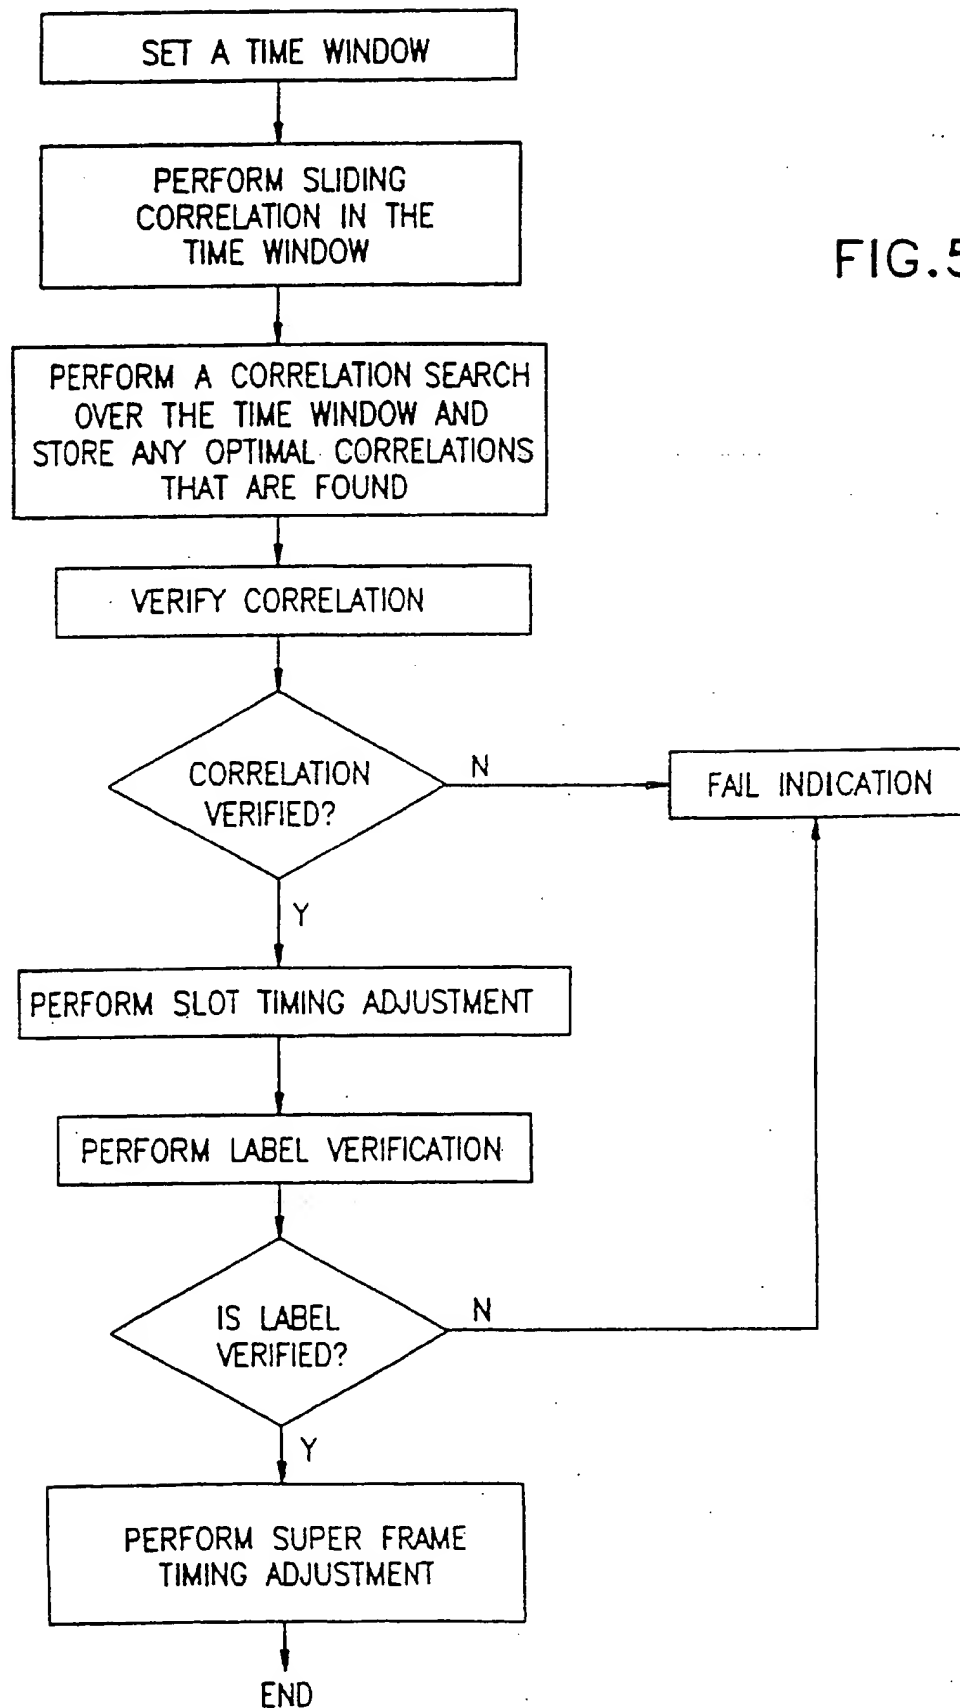 SET A TIME WINDOW
PERFORM SLIDING
CORRELATION IN THE
TIME WINDOW
FIG.5
PERFORM A CORRELATION SEARCH
OVER THE TIME WINDOW AND
STORE ANY OPTIMAL CORRELATIONS
THAT ARE FOUND
VERIFY CORRELATION
CORRELATION
VERIFIED?
N
FAIL INDICATION
Y
PERFORM SLOT TIMING ADJUSTMENT
PERFORM LABEL VERIFICATION
IS LABEL
VERIFIED?
N
Y
PERFORM SUPER FRAME
TIMING ADJUSTMENT
END